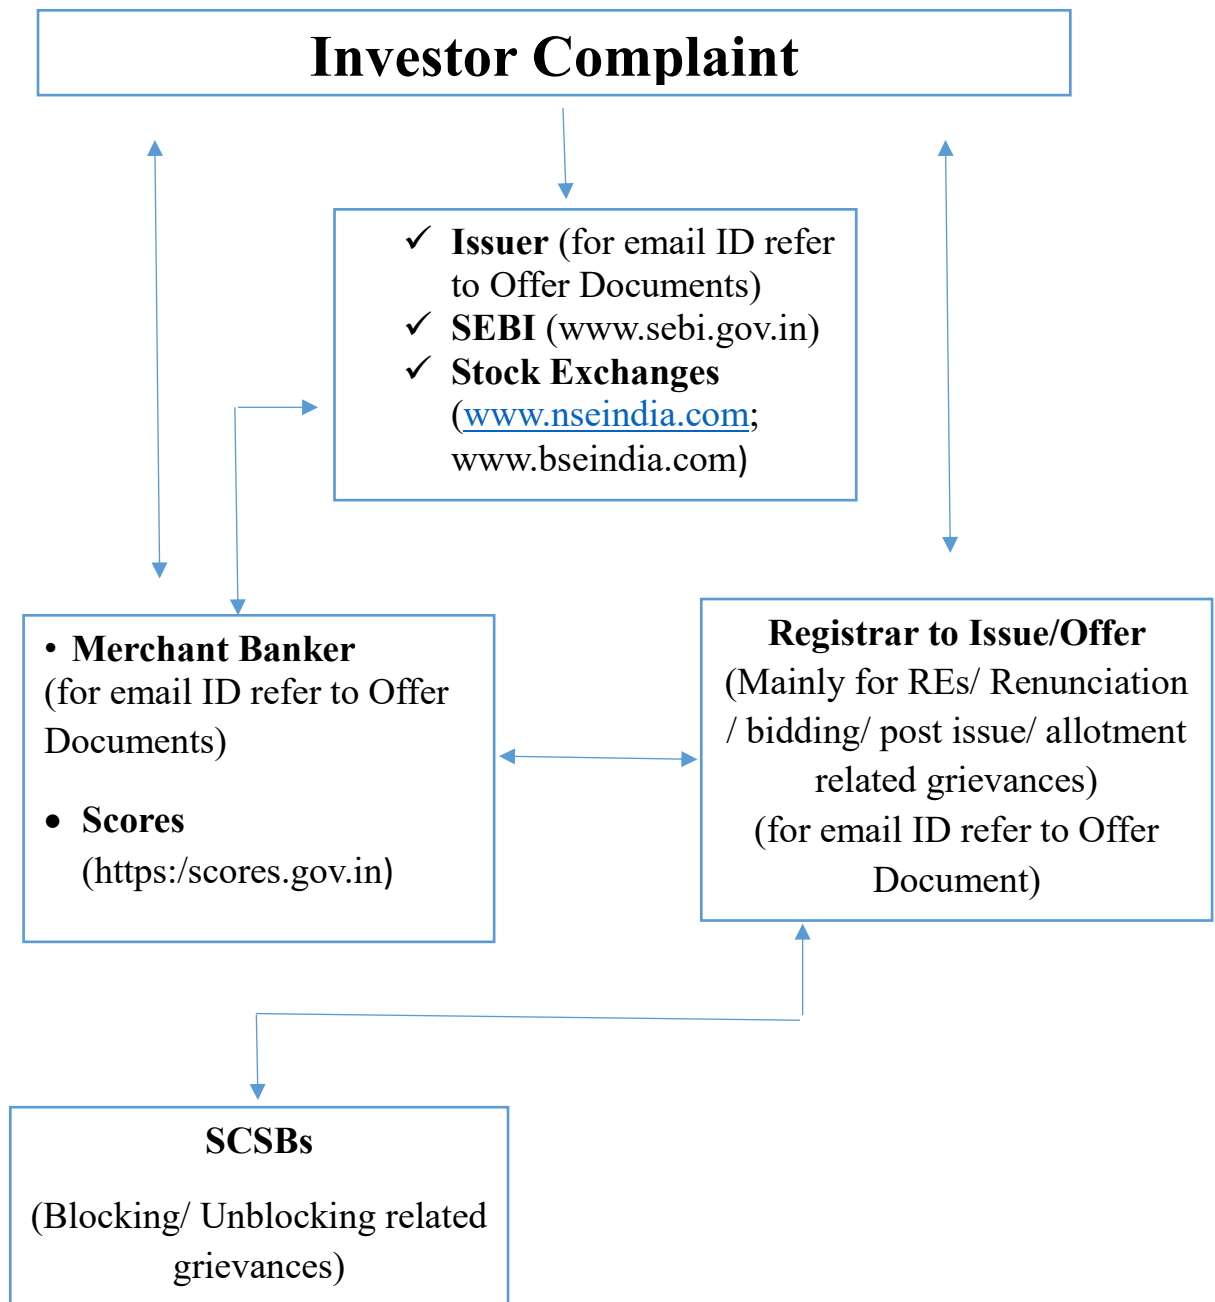 Investor Complaint
✓ Issuer (for email ID refer
to Offer Documents)
✓ SEBI (www.sebi.gov.in)
✓ Stock Exchanges
(www.nseindia.com;
www.bseindia.com)
• Merchant Banker
(for email ID refer to Offer
Documents)
• Scores
(https:/scores.gov.in)
Registrar to Issue/Offer
(Mainly for REs/ Renunciation
/ bidding/ post issue/ allotment
related grievances)
(for email ID refer to Offer
Document)
SCSBs
(Blocking/ Unblocking related
grievances)